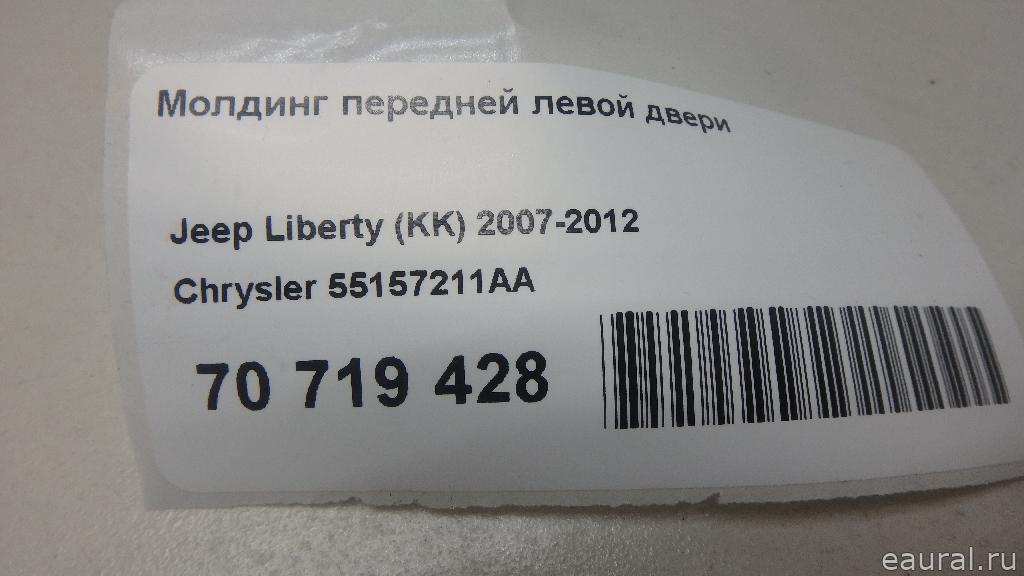 Молдинг передней левой двери
Jeep Liberty (KK) 2007-2012
Chrysler 55157211AA
70 719 428
eaural.ru